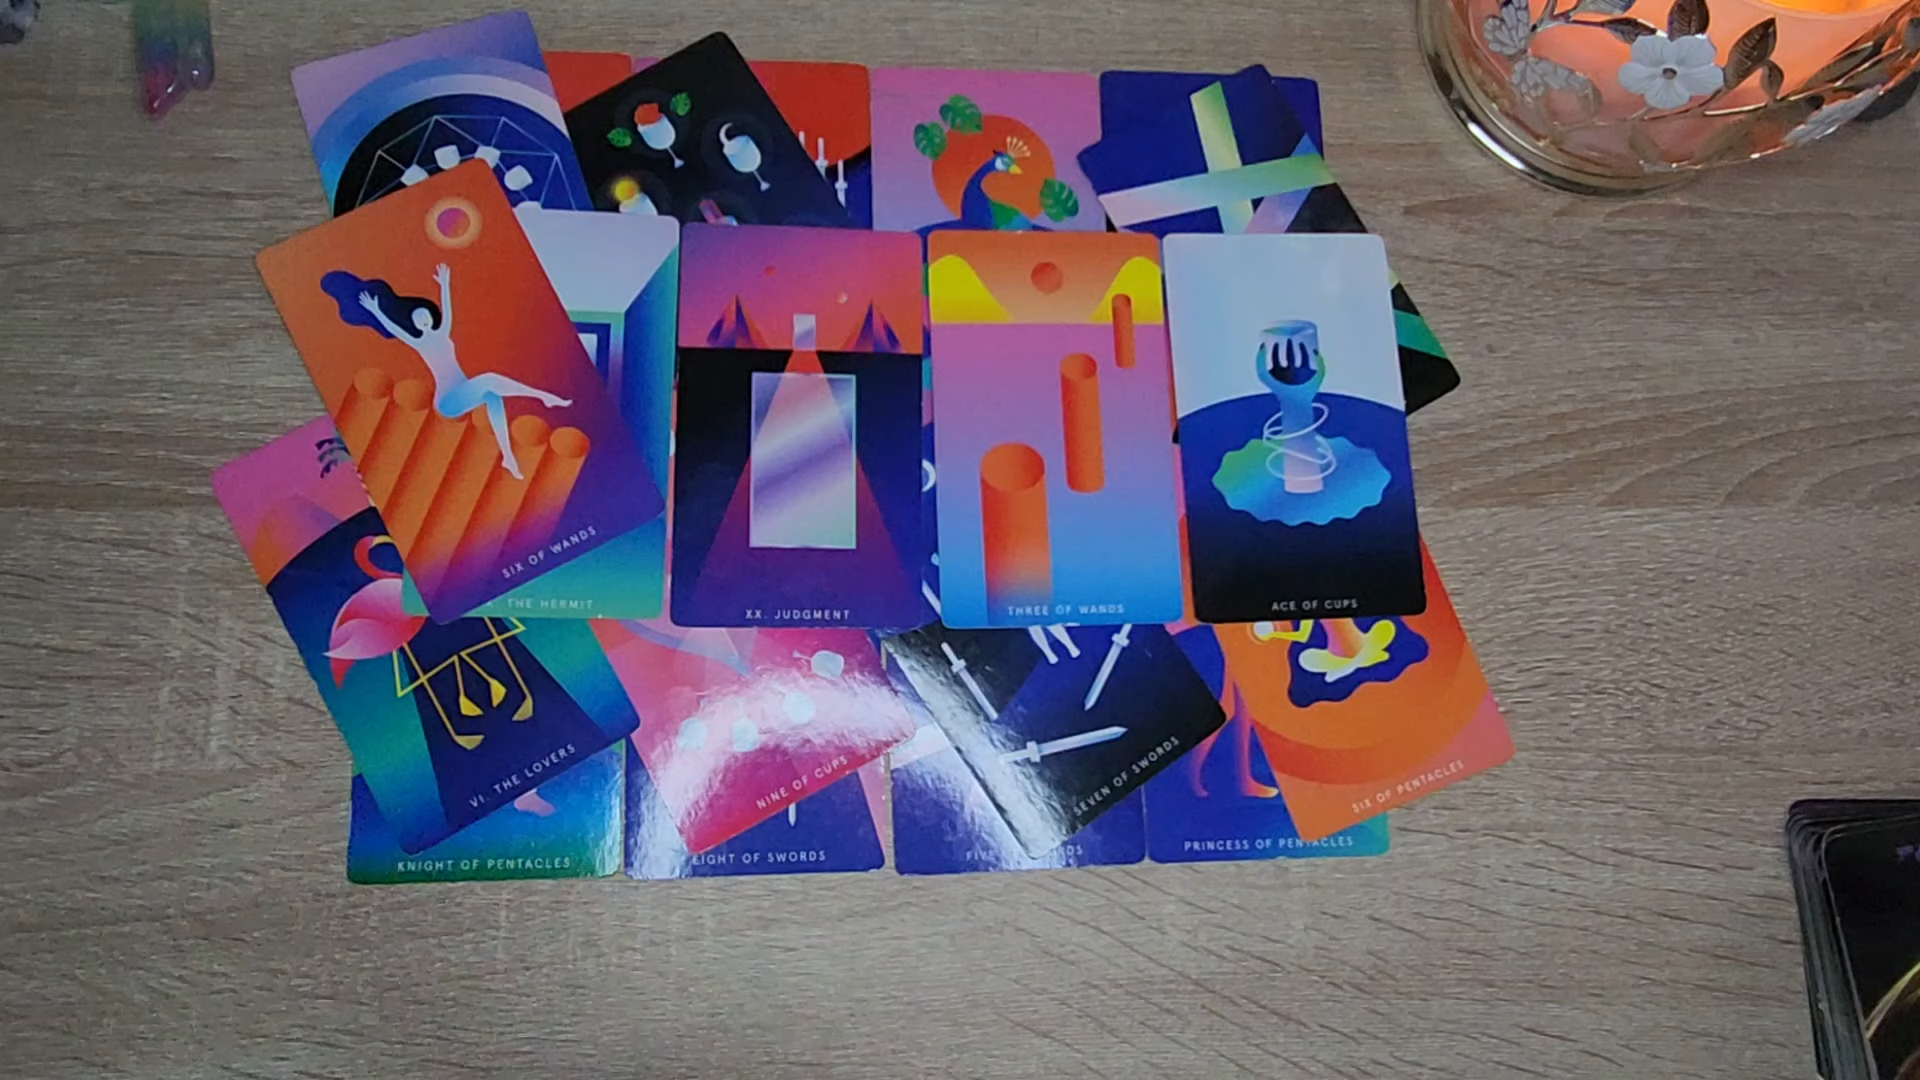 SIX OF WANDS
THE HERMIT
XX. JUDGMENT
THREE OF WANDS
ACE OF CUPS
VI. THE LOVERS
NINE OF CUPS
SEVEN OF SWORDS
SIX OF PENTACLES
KNIGHT OF PENTACLES
EIGHT OF SWORDS
PRINCESS OF PENTACLES